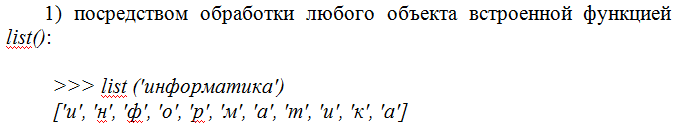 1) посредством обработки любого объекта встроенной функцией
list():
>>> list ('информатика')
['и', 'н', 'ф', 'о', 'р', 'м', 'а', 'т', 'и', 'к', 'а']